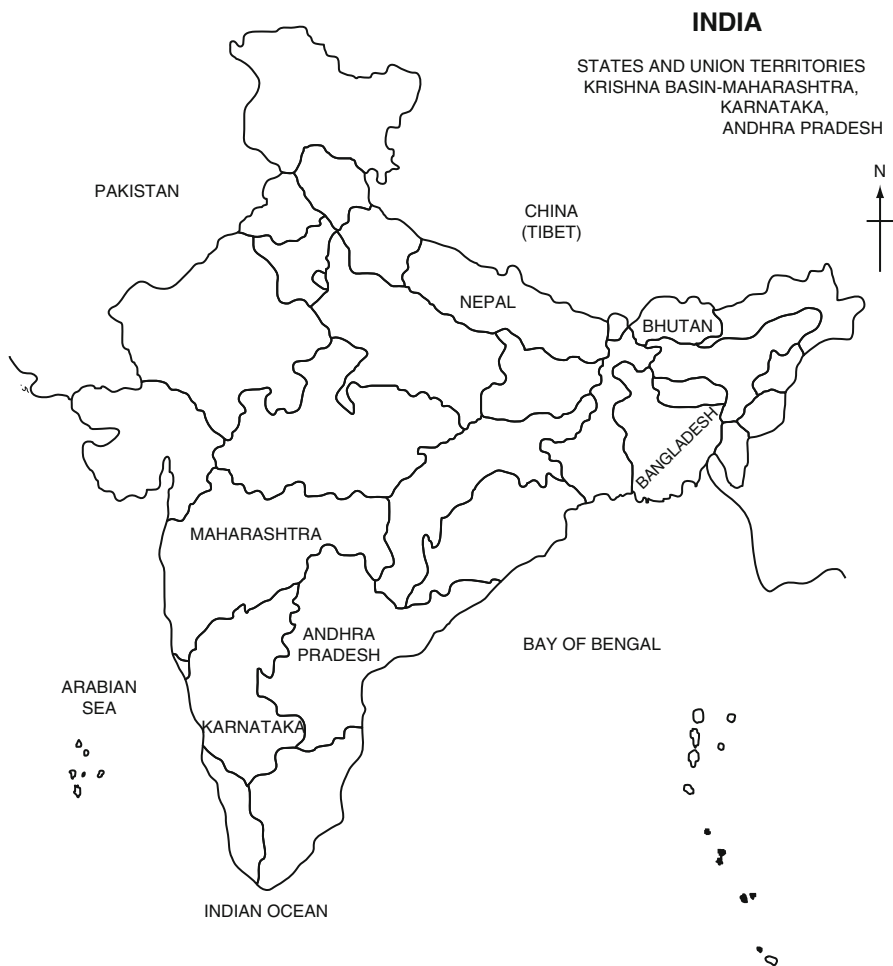 INDIA
STATES AND UNION TERRITORIES
KRISHNA BASIN-MAHARASHTRA,
KARNATAKA,
ANDHRA PRADESH
N
PAKISTAN
CHINA
(TIBET)
NEPAL
BHUTAN
BANGLADESH
MAHARASHTRA
ANDHRA
PRADESH
BAY OF BENGAL
ARABIAN
SEA
KARNATAKA
INDIAN OCEAN